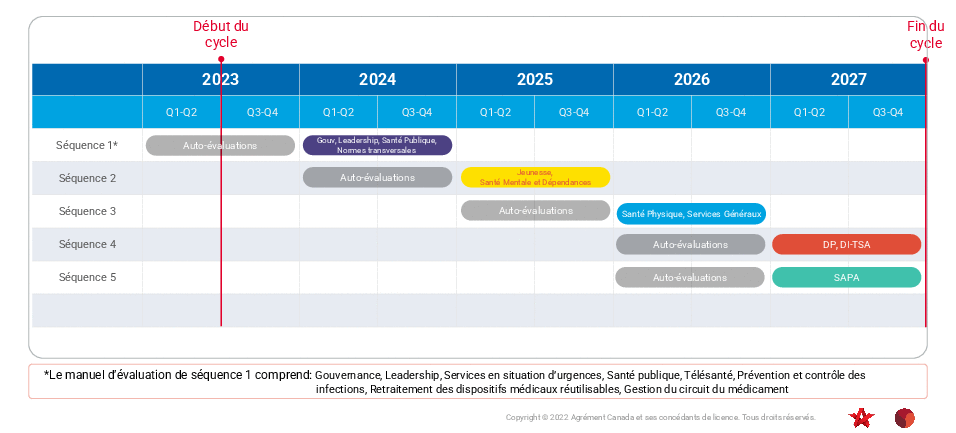 Début du
cycle
Fin du
cycle
2023 2024 2025 2026 2027
Q1-Q2 Q3-Q4 Q1-Q2 Q3-Q4 Q1-Q2 Q3-Q4 Q1-Q2 Q3-Q4 Q1-Q2 Q3-Q4
Séquence 1* Auto-évaluations
Gouv, Leadership, Santé Publique,
Normes transversales
Séquence 2 Auto-évaluations
Jeunesse,
Santé Mentale et Dépendances
Séquence 3 Auto-évaluations Santé Physique, Services Généraux
Séquence 4 Auto-évaluations DP, DI-TSA
Séquence 5 Auto-évaluations SAPA
*Le manuel d'évaluation de séquence 1 comprend: Gouvernance, Leadership, Services en situation d'urgences, Santé publique, Télésanté, Prévention et contrôle des
infections, Retraitement des dispositifs médicaux réutilisables, Gestion du circuit du médicament
Copyright © 2022 Agrément Canada et ses concédants de licence. Tous droits réservés.